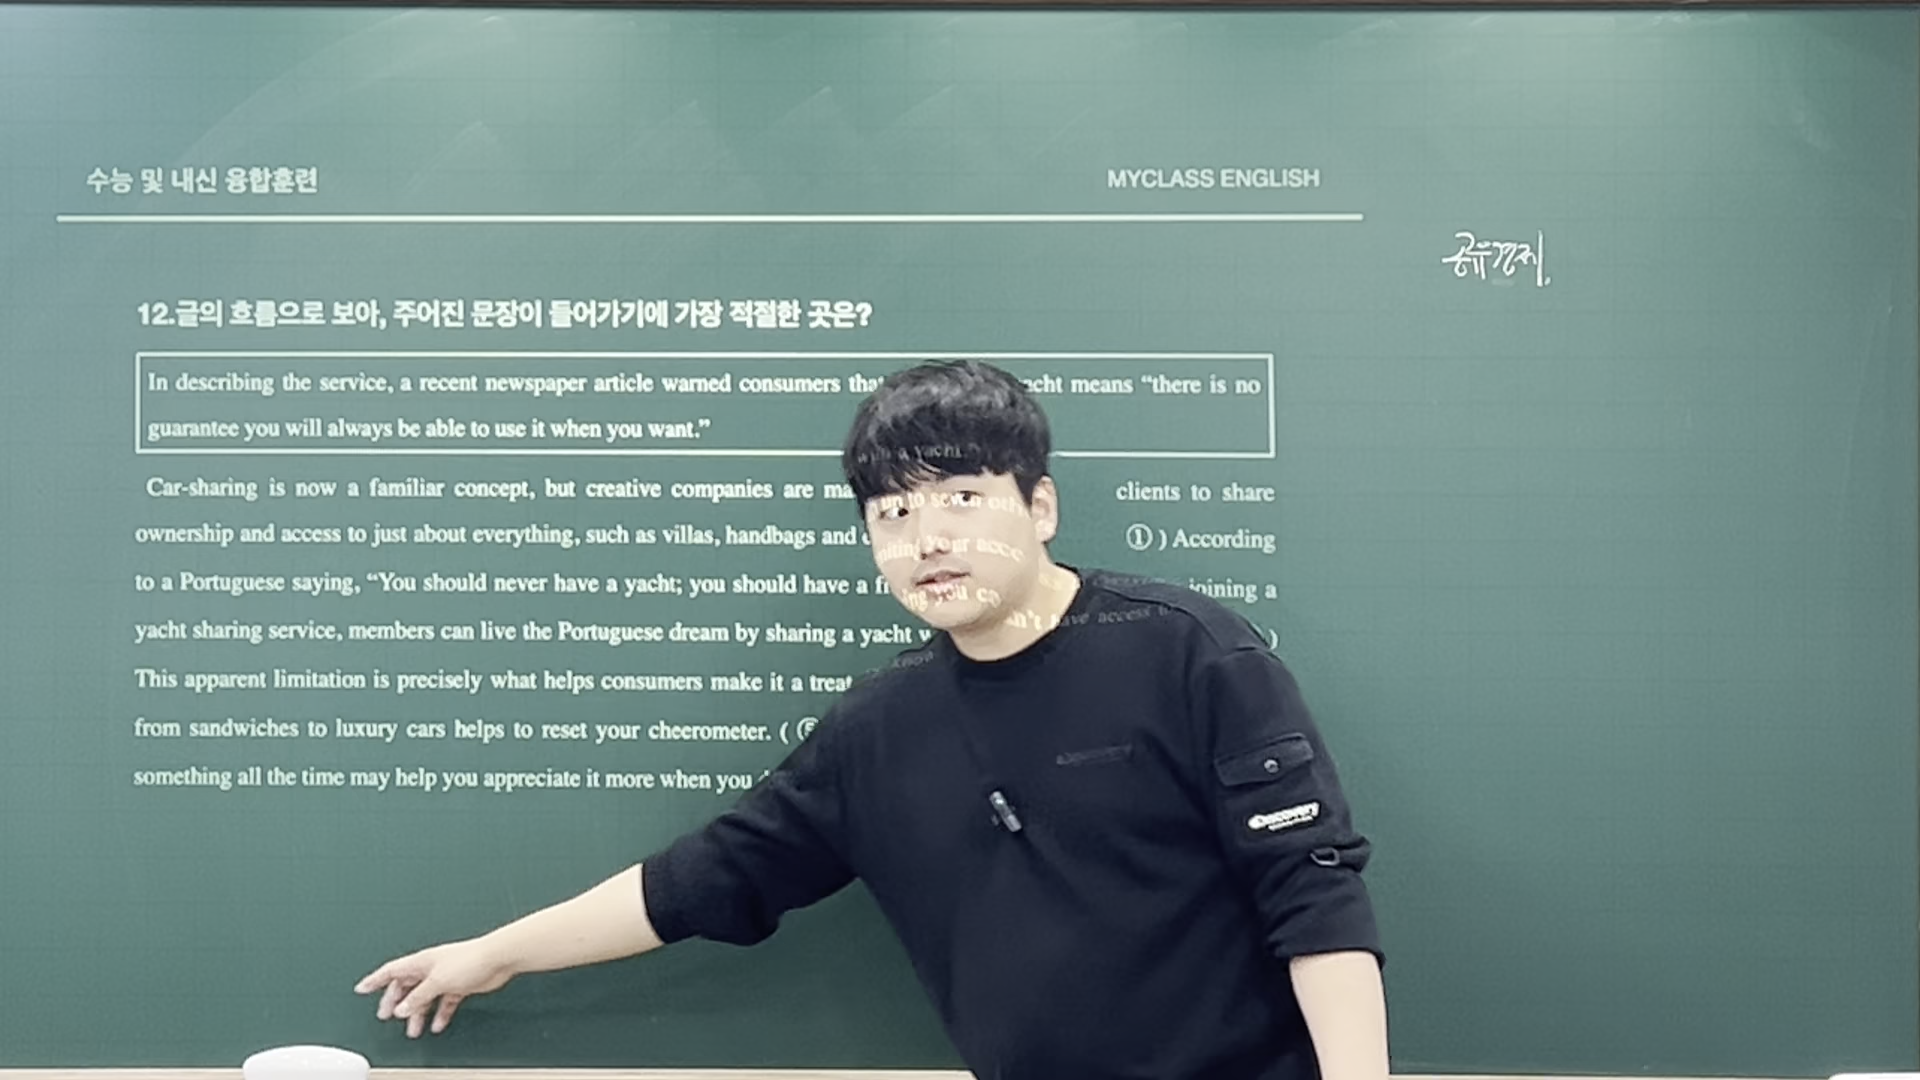 수능 및 내신 융합훈련
MYCLASS ENGLISH
공유경제.
12.글의 흐름으로 보아, 주어진 문장이 들어가기에 가장 적절한 곳은?
In describing the service, a recent newspaper article warned consumers that means “there is no
guarantee you will always be able to use it when you want.”
Car-sharing is now a familiar concept, but creative companies are clients to share
ownership and access to just about everything, such as villas, handbags and ① ) According
to a Portuguese saying, “You should never have a yacht; you should have a joining a
yacht sharing service, members can live the Portuguese dream by sharing a yacht up to seven )
This apparent limitation is precisely what helps consumers make it a treat your
from sandwiches to luxury cars helps to reset your cheerometer. ( ⑤ you
something all the time may help you appreciate it more when you
discovery